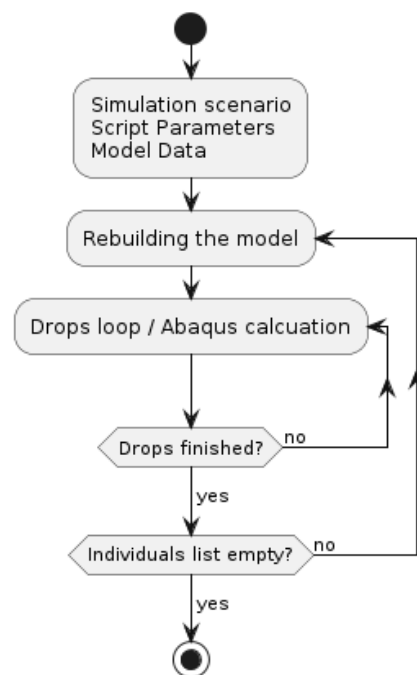 Simulation scenario
Script Parameters
Model Data
Rebuilding the model
Drops loop / Abaqus calcuation
Drops finished?
no
yes
Individuals list empty?
no
yes